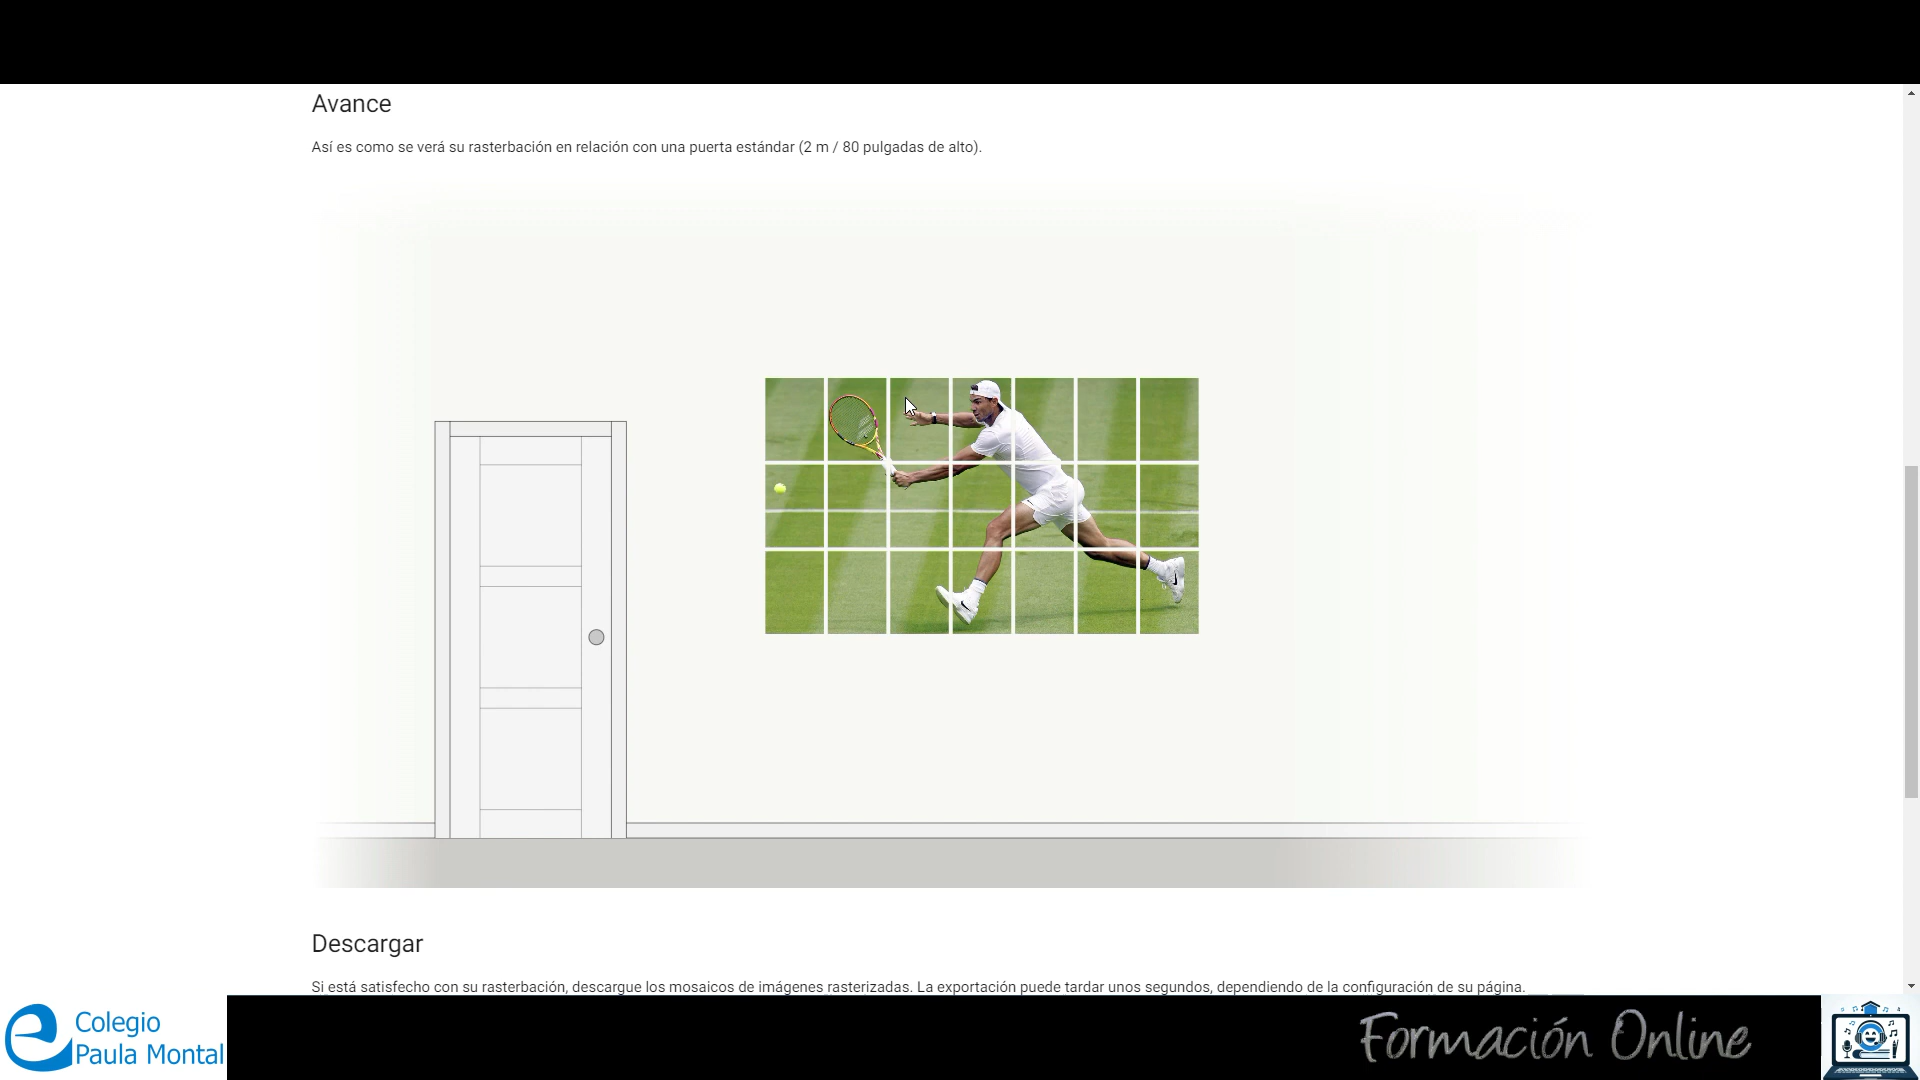 Avance
Así es como se verá su rasterbación en relación con una puerta estándar (2 m / 80 pulgadas de alto).
Descargar
Si está satisfecho con su rasterbación, descargue los mosaicos de imágenes rasterizadas. La exportación puede tardar unos segundos, dependiendo de la configuración de su página.
Colegio
Paula Montal
Formación Online